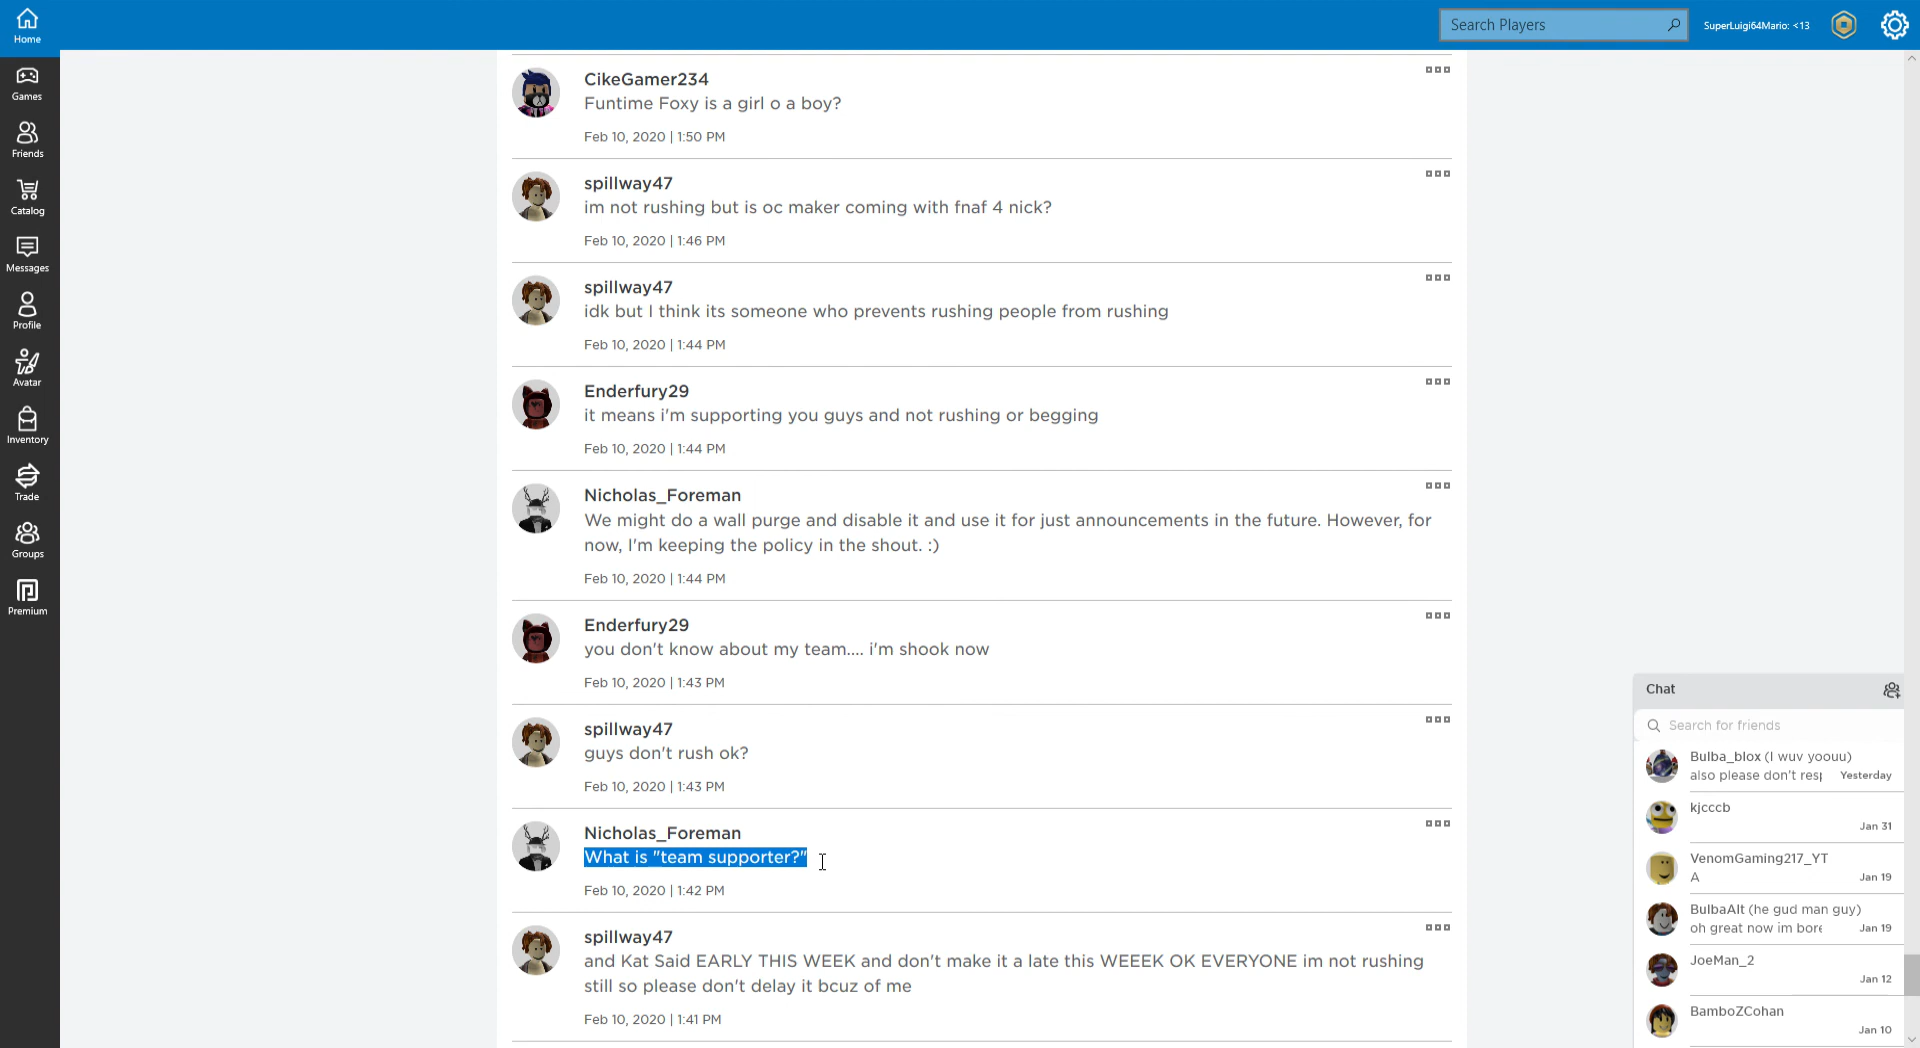 Home
Search Players
SuperLuigi64Mario: <13
Games
Friends
Catalog
Messages
Profile
Avatar
Inventory
Trade
Groups
Premium
CikeGamer234
Funtime Foxy is a girl o a boy?
Feb 10, 2020 | 1:50 PM
spillway47
im not rushing but is oc maker coming with fnaf 4 nick?
Feb 10, 2020 | 1:46 PM
spillway47
idk but I think its someone who prevents rushing people from rushing
Feb 10, 2020 | 1:44 PM
Enderfury29
it means i'm supporting you guys and not rushing or begging
Feb 10, 2020 | 1:44 PM
Nicholas_Foreman
We might do a wall purge and disable it and use it for just announcements in the future. However, for
now, I'm keeping the policy in the shout. :)
Feb 10, 2020 | 1:44 PM
Enderfury29
you don't know about my team.... i'm shook now
Feb 10, 2020 | 1:43 PM
spillway47
guys don't rush ok?
Feb 10, 2020 | 1:43 PM
Nicholas_Foreman
What is "team supporter?"
Feb 10, 2020 | 1:42 PM
spillway47
and Kat Said EARLY THIS WEEK and don't make it a late this WEEEK OK EVERYONE im not rushing
still so please don't delay it bcuz of me
Feb 10, 2020 | 1:41 PM
Chat
Search for friends
Bulba_blox (I wuv yoouu)
also please don't resp Yesterday
kjcccb
Jan 31
VenomGaming217_YT
A Jan 19
BulbaAlt (he gud man guy)
oh great now im bore Jan 19
JoeMan_2
Jan 12
BamboZCohan
Jan 10